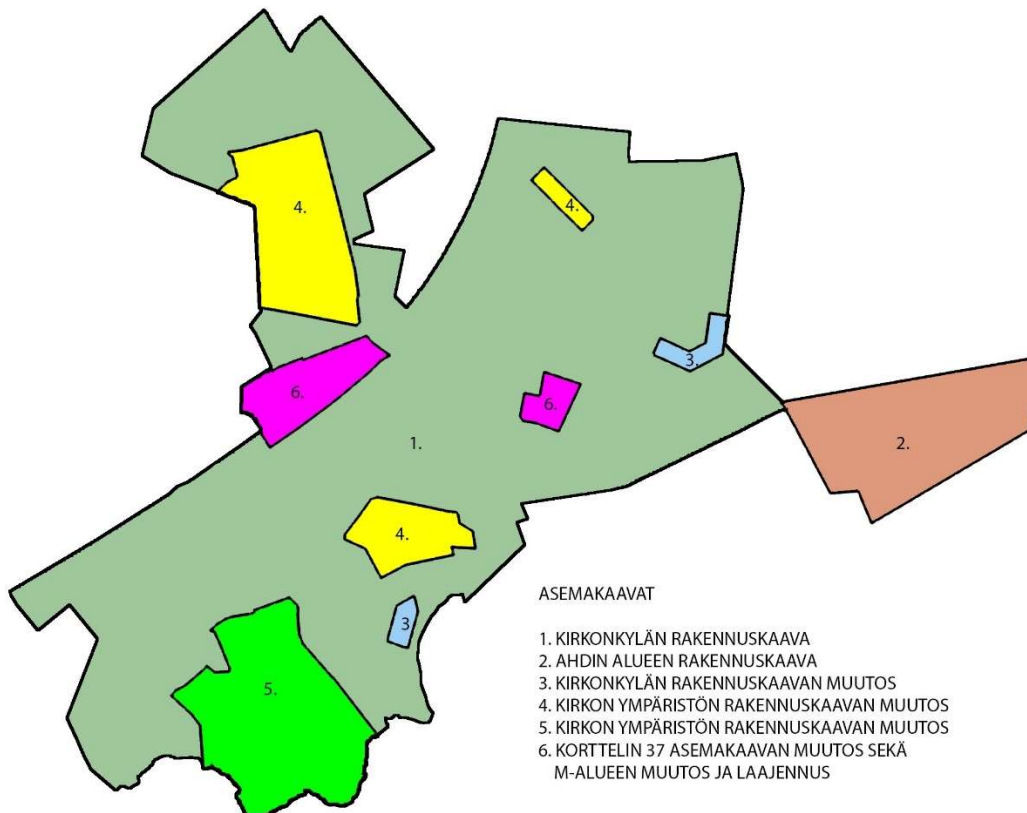 4.
4.
3.
6.
6.
2.
1.
4.
3
5.
ASEMAKAAVAT
1. KIRKONKYLÄN RAKENNUSKAAVA
2. AHDIN ALUEEN RAKENNUSKAAVA
3. KIRKONKYLÄN RAKENNUSKAAVAN MUUTOS
4. KIRKON YMPÄRISTÖN RAKENNUSKAAVAN MUUTOS
5. KIRKON YMPÄRISTÖN RAKENNUSKAAVAN MUUTOS
6. KORTTELIN 37 ASEMAKAAVAN MUUTOS SEKÄ
M-ALUEEN MUUTOS JA LAAJENNUS